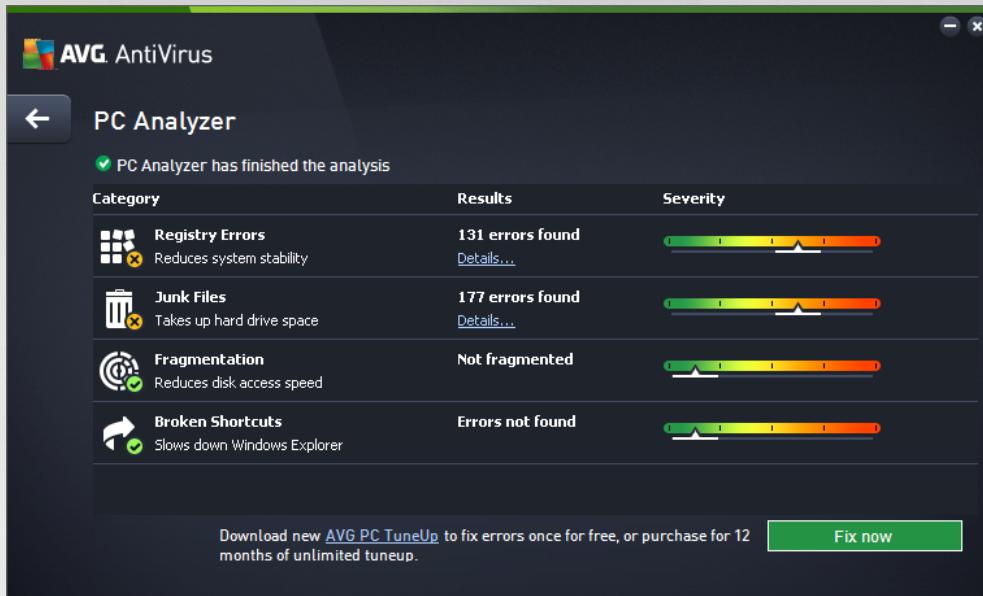 AVG. AntiVirus
PC Analyzer
PC Analyzer has finished the analysis
Category Results Severity
Registry Errors 131 errors found
Reduces system stability Details...
Junk Files 177 errors found
Takes up hard drive space Details...
Fragmentation Not fragmented
Reduces disk access speed
Broken Shortcuts Errors not found
Slows down Windows Explorer
Download new AVG PC TuneUp to fix errors once for free, or purchase for 12
months of unlimited tuneup.
Fix now